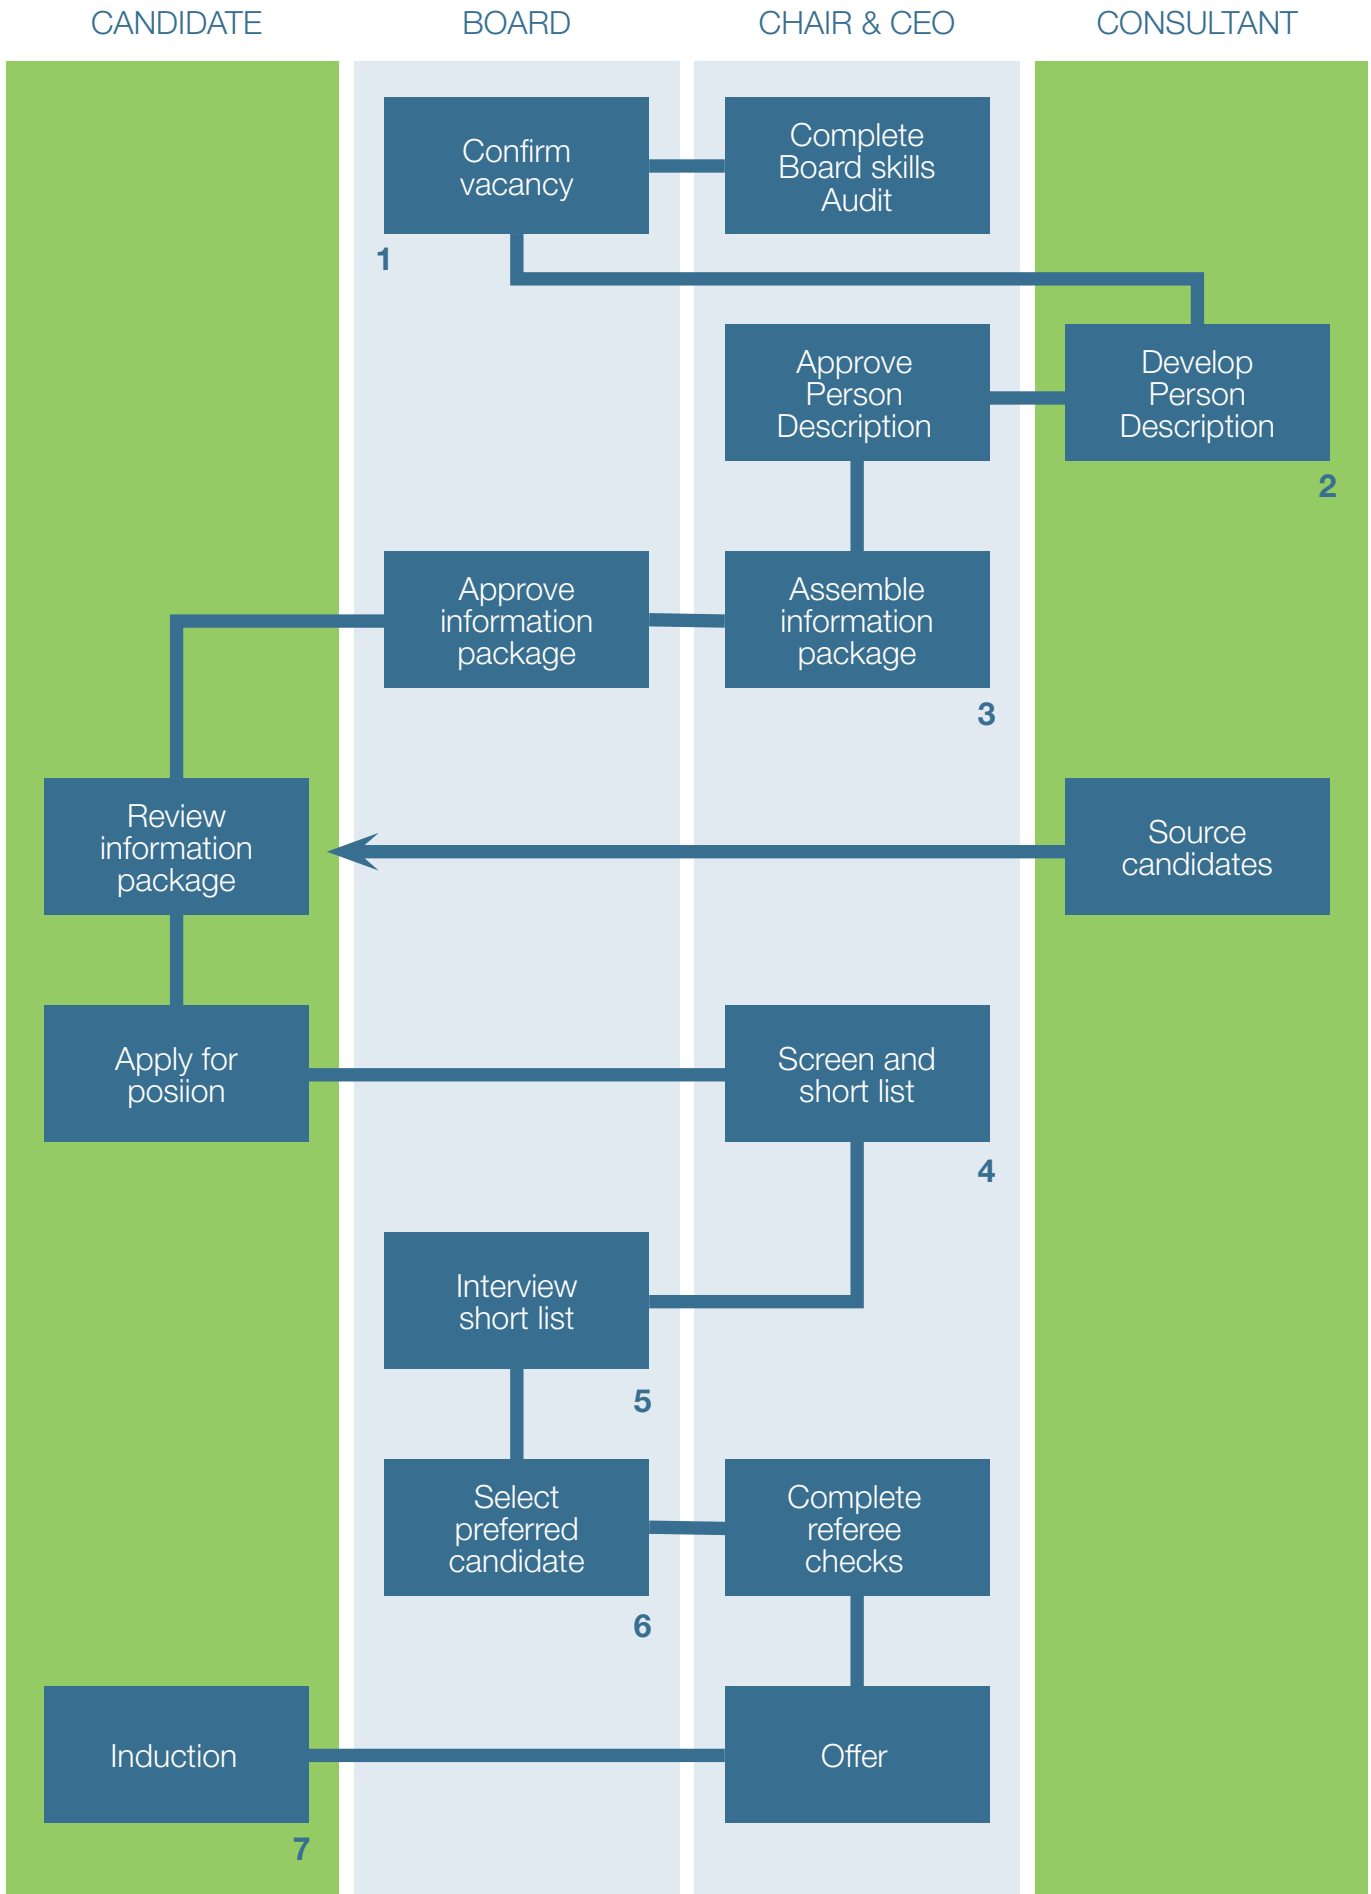 CANDIDATE
BOARD
CHAIR & CEO
CONSULTANT
Confirm
vacancy
1
Complete
Board skills
Audit
Approve
Person
Description
Develop
Person
Description
2
Approve
information
package
Assemble
information
package
3
Review
information
package
Source
candidates
Apply for
posiion
Screen and
short list
4
Interview
short list
5
Select
preferred
candidate
6
Complete
referee
checks
Induction
7
Offer